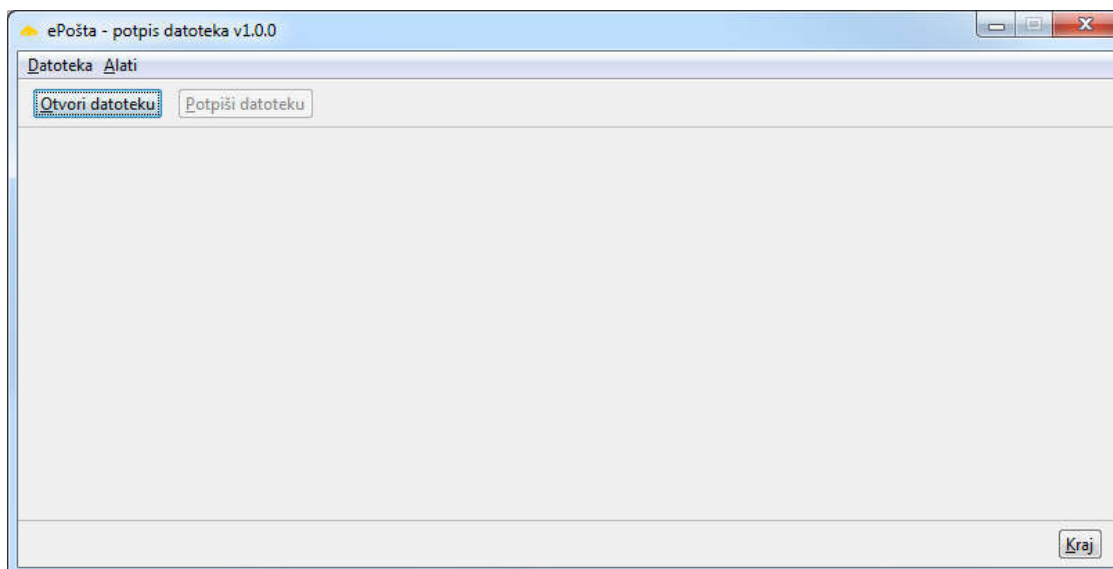 ePošta - potpis datoteka v1.0.0
Datoteka Alati
Otvori datoteku Potpiši datoteku
Kraj